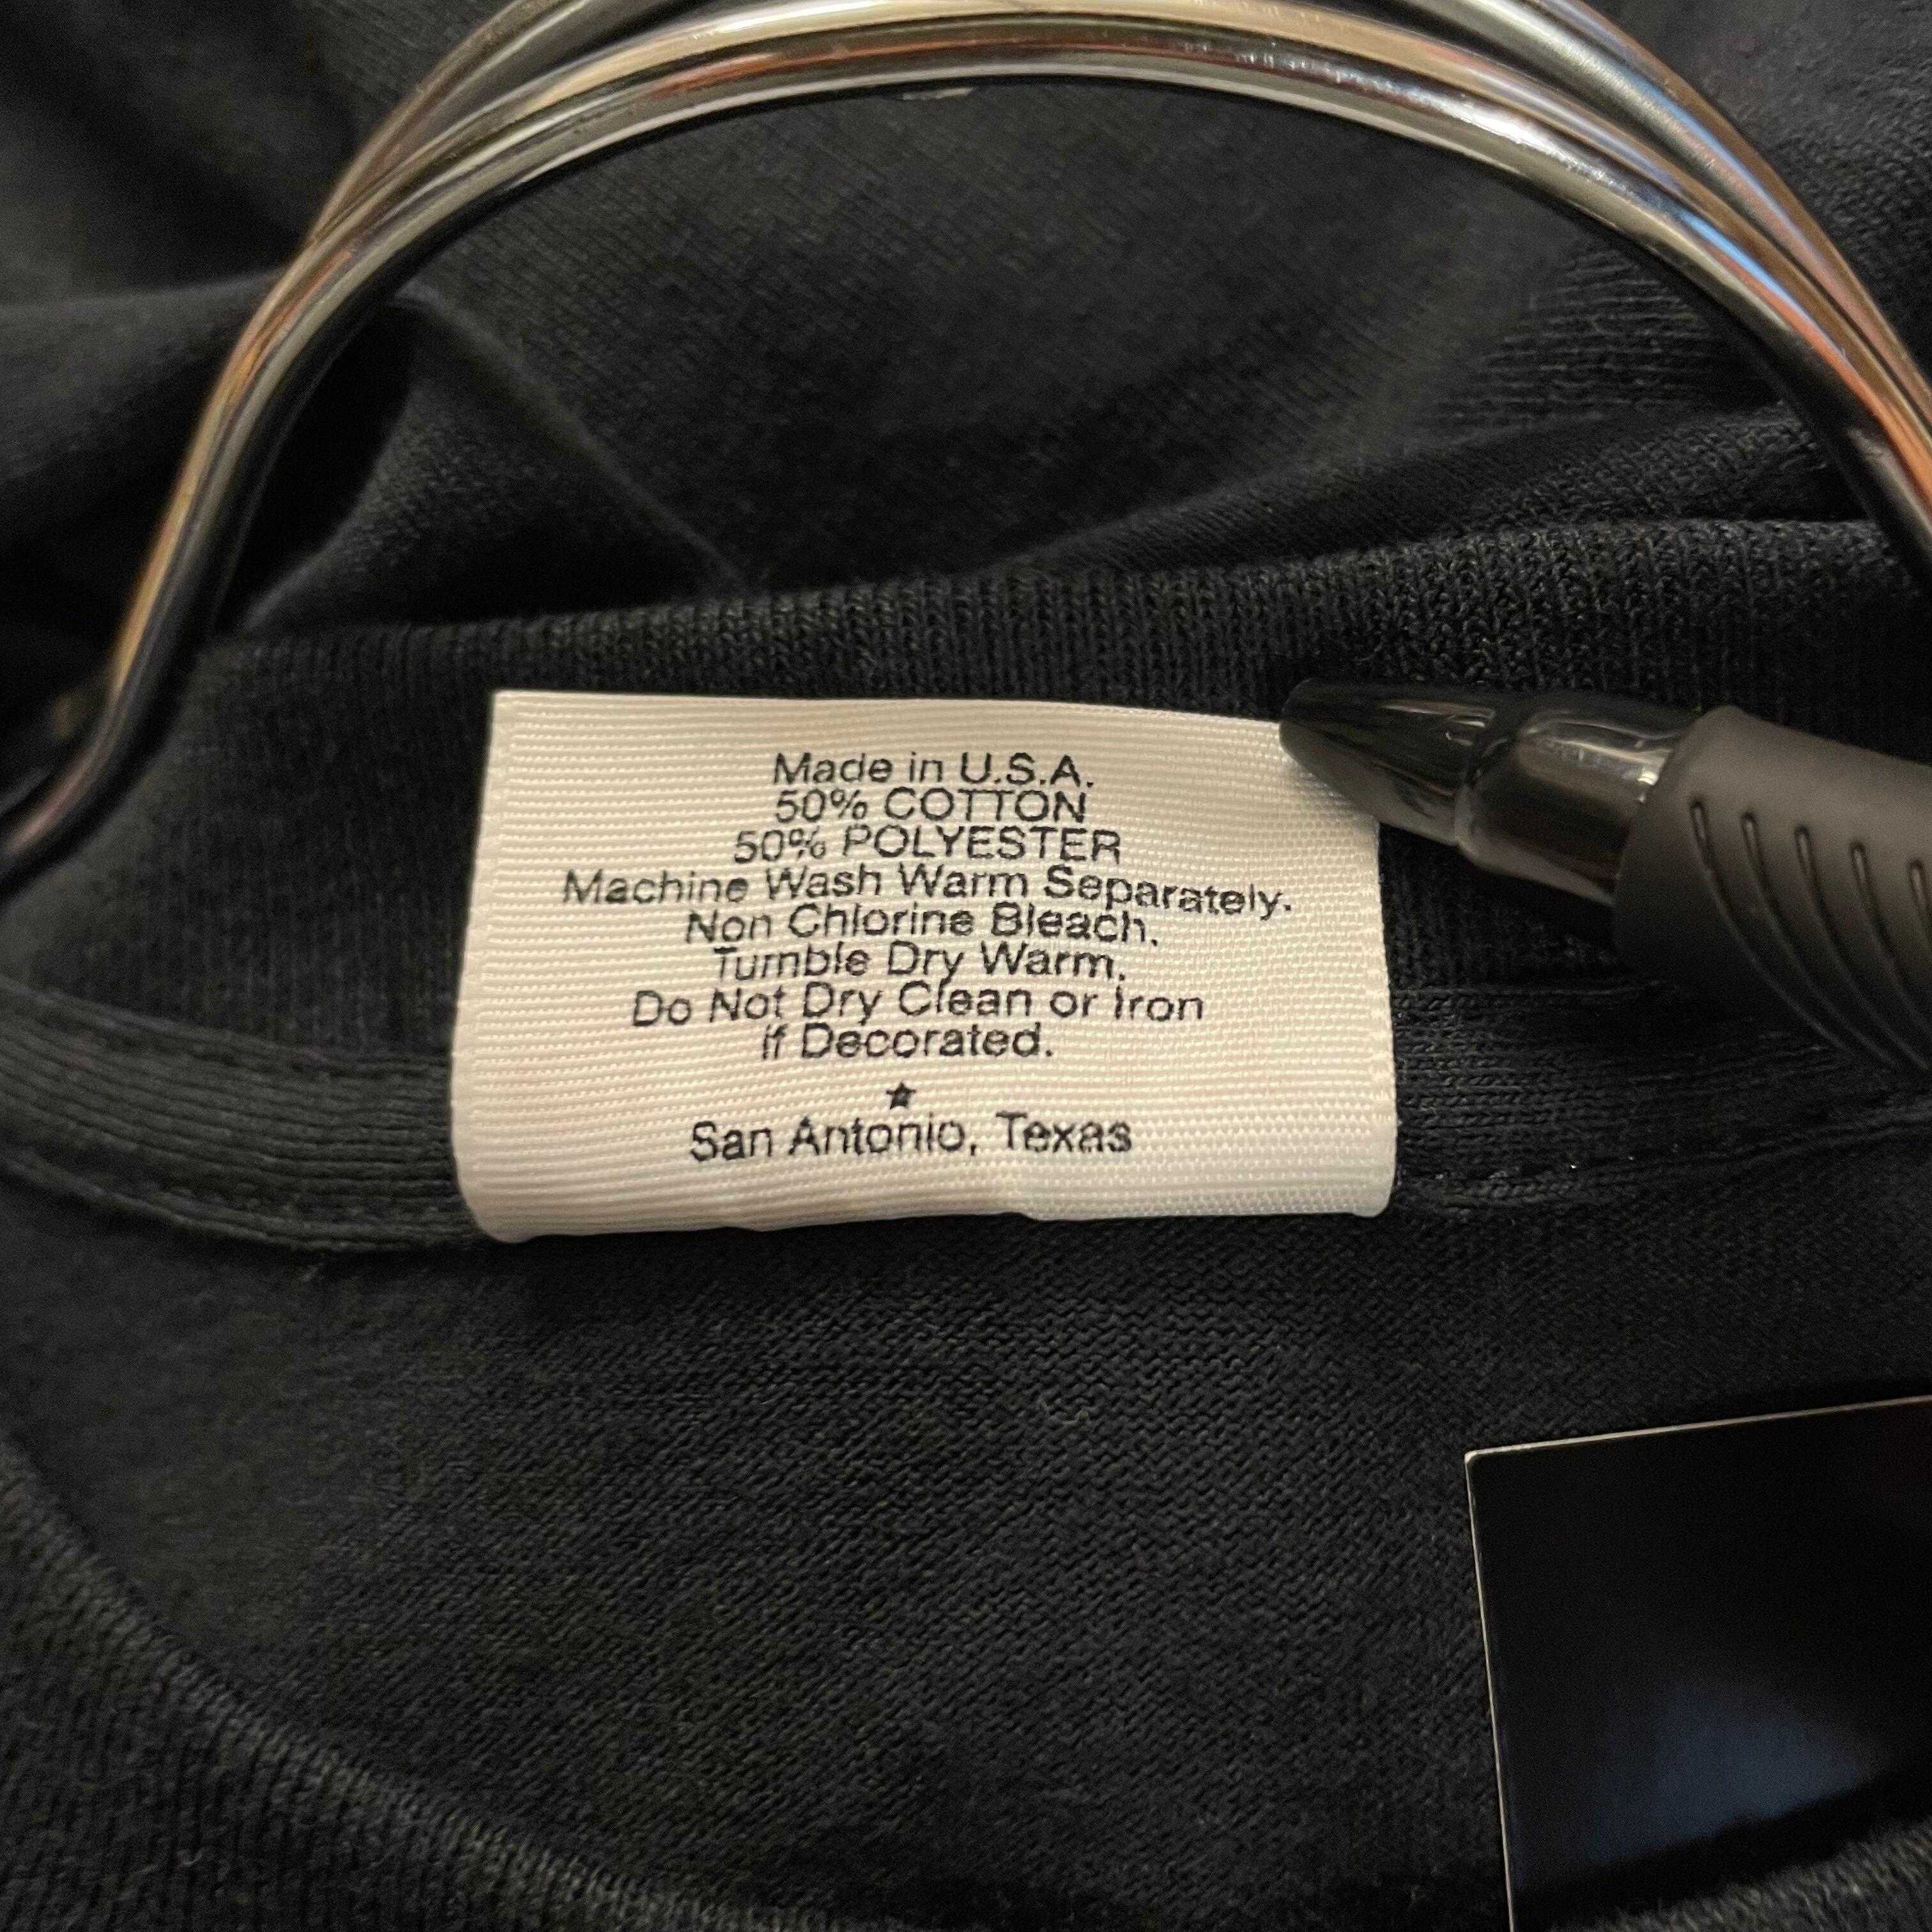 Made in U.S.A.
50% COTTON
50% POLYESTER
Machine Wash Warm Separately.
Non Chlorine Bleach.
Tumble Dry Warm.
Do Not Dry Clean or Iron
if Decorated.
★
San Antonio, Texas